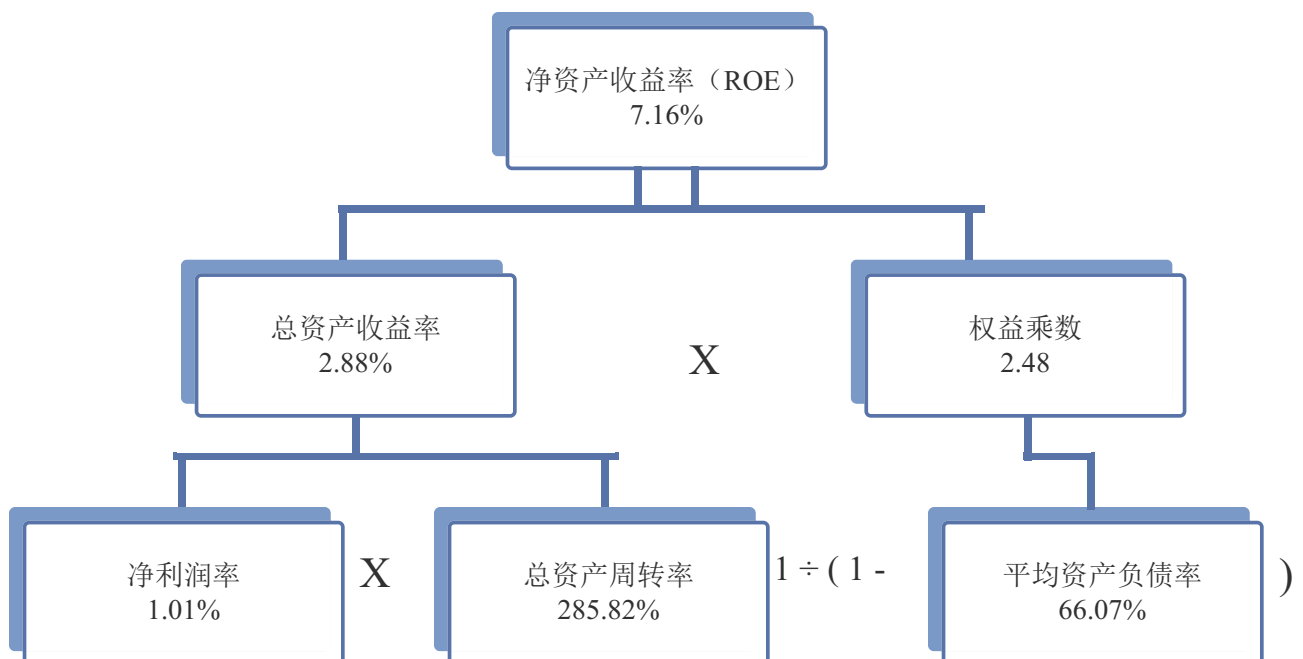 净资产收益率（ROE）
7.16%
总资产收益率
2.88%
X
权益乘数
2.48
净利润率
1.01%
X
总资产周转率
285.82%
1 ÷ ( 1 -
平均资产负债率
66.07%
)